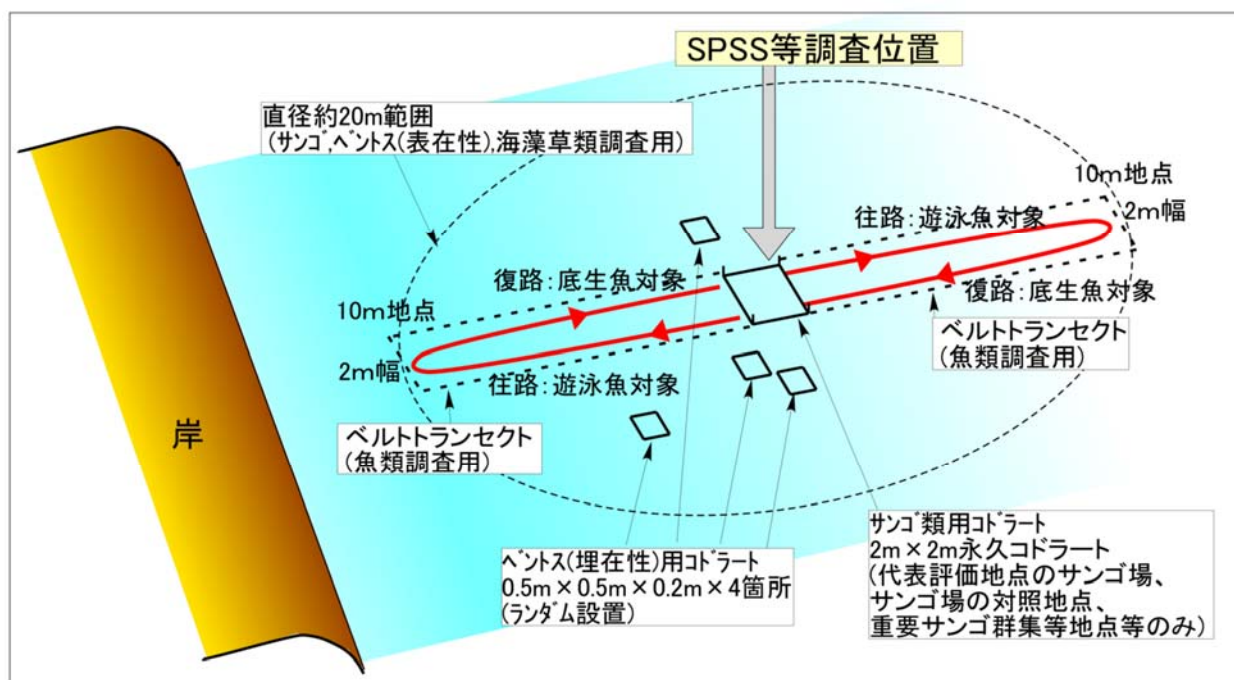 SPSS等調査位置
直径約20m範囲
(サンゴ,ベントス(表在性),海藻草類調査用)
10m地点
2m幅
往路:遊泳魚対象
復路:底生魚対象
復路:底生魚対象
10m地点
ベルトトランセクト
(魚類調査用)
2m幅
往路:遊泳魚対象
岸
ベルトトランセクト
(魚類調査用)
サンゴ類用コドラート
2m×2m永久コドラート
(代表評価地点のサンゴ場、
サンゴ場の対照地点、
重要サンゴ群集等地点等のみ)
ベントス(埋在性)用コドラート
0.5m×0.5m×0.2m×4箇所
(ランダム設置)